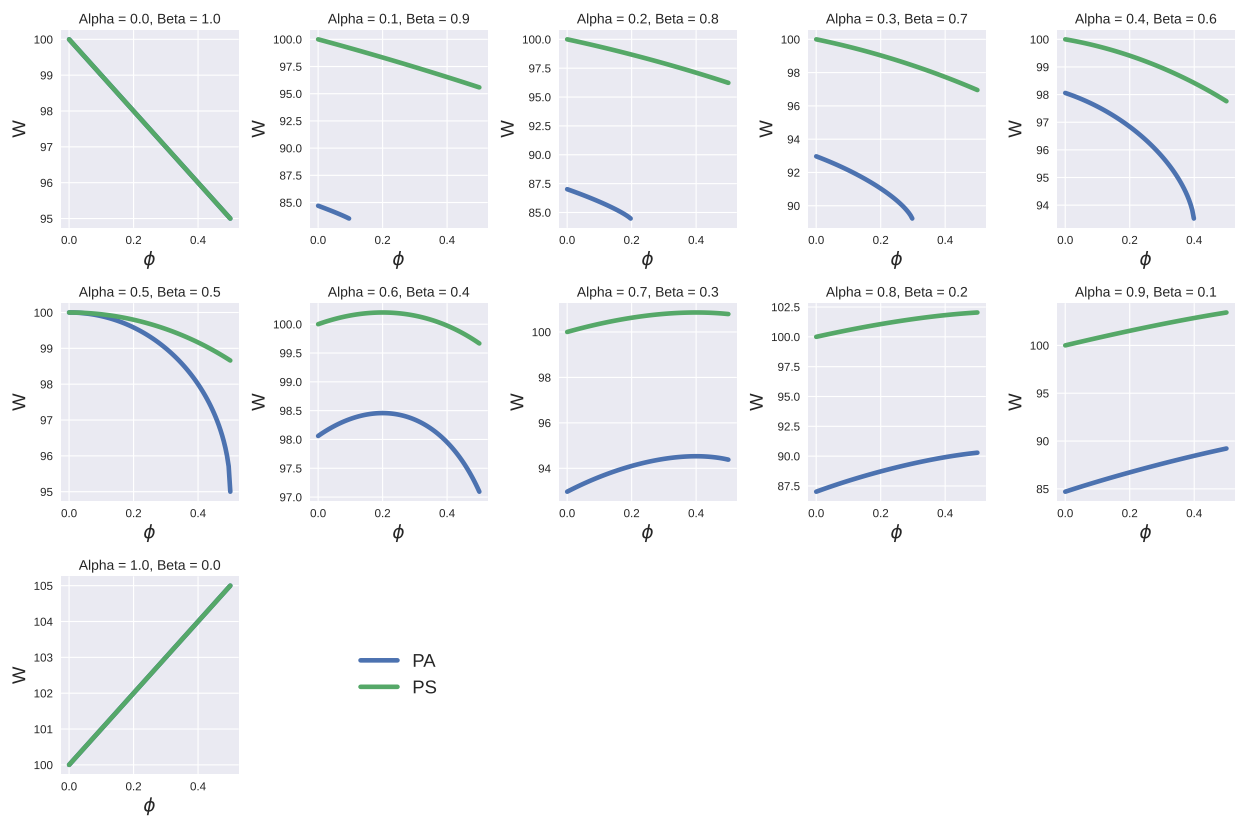 Alpha = 0.0, Beta = 1.0
W
100
99
98
97
96
95
0.0 0.2 0.4
ϕ
Alpha = 0.1, Beta = 0.9
W
100.0
97.5
95.0
92.5
90.0
87.5
85.0
0.0 0.2 0.4
ϕ
Alpha = 0.2, Beta = 0.8
W
100.0
97.5
95.0
92.5
90.0
87.5
85.0
0.0 0.2 0.4
ϕ
Alpha = 0.3, Beta = 0.7
W
100
98
96
94
92
90
0.0 0.2 0.4
ϕ
Alpha = 0.4, Beta = 0.6
W
100
99
98
97
96
95
94
0.0 0.2 0.4
ϕ
Alpha = 0.5, Beta = 0.5
W
100
99
98
97
96
95
0.0 0.2 0.4
ϕ
Alpha = 0.6, Beta = 0.4
W
100.0
99.5
99.0
98.5
98.0
97.5
97.0
0.0 0.2 0.4
ϕ
Alpha = 0.7, Beta = 0.3
W
100
98
96
94
0.0 0.2 0.4
ϕ
Alpha = 0.8, Beta = 0.2
W
102.5
100.0
97.5
95.0
92.5
90.0
87.5
0.0 0.2 0.4
ϕ
Alpha = 0.9, Beta = 0.1
W
100
95
90
85
0.0 0.2 0.4
ϕ
Alpha = 1.0, Beta = 0.0
W
105
104
103
102
101
100
0.0 0.2 0.4
ϕ
PA
PS